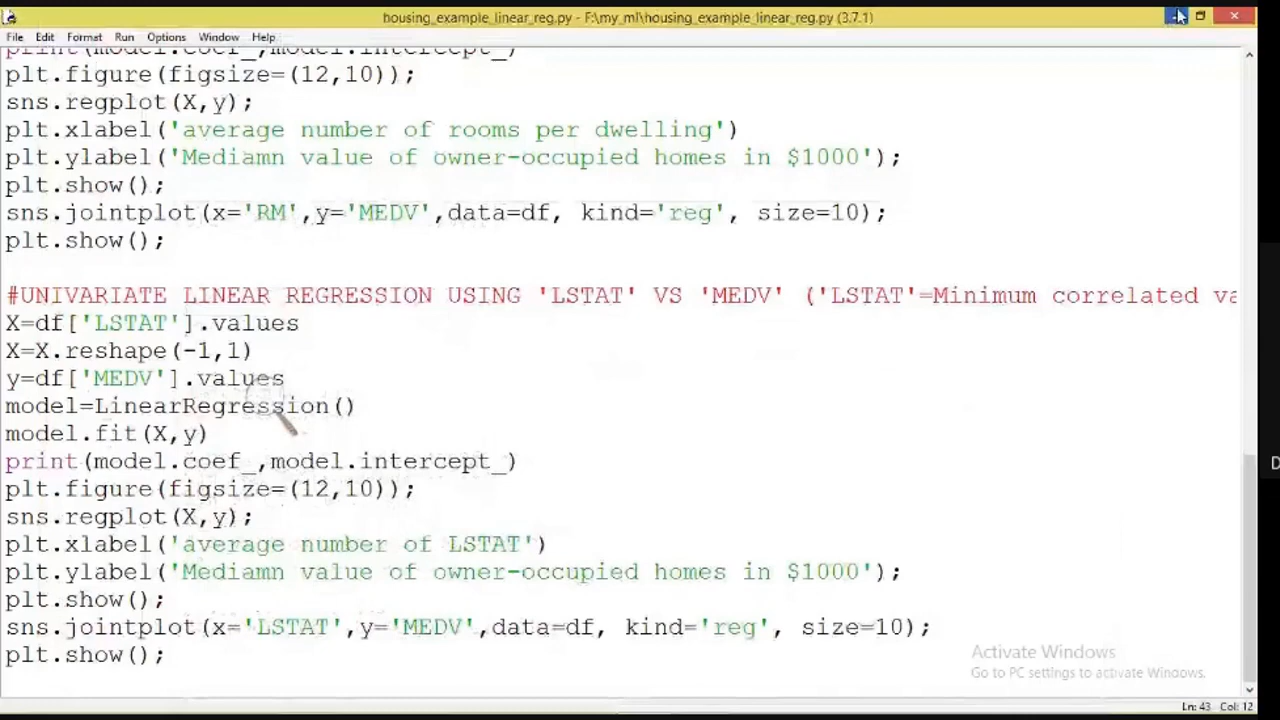 housing_example_linear_reg.py - F:\my_ml\housing_example_linear_reg.py (3.7.1)
File Edit Format Run Options Window Help
print(model.coef_,model.intercept_)
plt.figure(figsize=(12,10));
sns.regplot(X,y);
plt.xlabel('average number of rooms per dwelling')
plt.ylabel('Mediamn value of owner-occupied homes in $1000');
plt.show();
sns.jointplot(x='RM',y='MEDV',data=df, kind='reg', size=10);
plt.show();
#UNIVARIATE LINEAR REGRESSION USING 'LSTAT' VS 'MEDV' ('LSTAT'=Minimum correlated va
X=df['LSTAT'].values
X=X.reshape(-1,1)
y=df['MEDV'].values
model=LinearRegression()
model.fit(X,y)
print(model.coef_,model.intercept_)
plt.figure(figsize=(12,10));
sns.regplot(X,y);
plt.xlabel('average number of LSTAT')
plt.ylabel('Mediamn value of owner-occupied homes in $1000');
plt.show();
sns.jointplot(x='LSTAT',y='MEDV',data=df, kind='reg', size=10);
plt.show();
Activate Windows
Go to PC settings to activate Windows.
Ln: 43 Col: 12
D